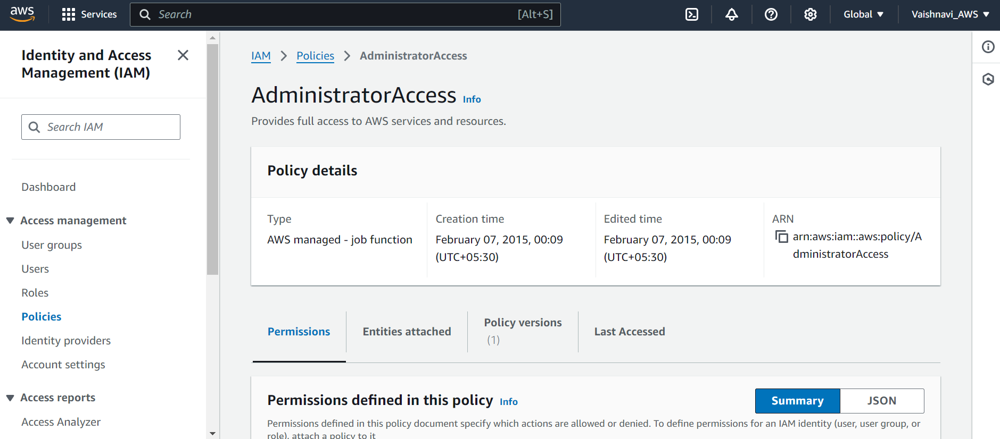 aws
Services
Search [Alt+S]
Global
Vaishnavi_AWS
Identity and Access
Management (IAM)
Search IAM
Dashboard
Access management
User groups
Users
Roles
Policies
Identity providers
Account settings
Access reports
Access Analyzer
IAM > Policies > AdministratorAccess
AdministratorAccess Info
Provides full access to AWS services and resources.
Policy details
Type
AWS managed - job function
Creation time
February 07, 2015, 00:09
(UTC+05:30)
Edited time
February 07, 2015, 00:09
(UTC+05:30)
ARN
arn:aws:iam::aws:policy/A
dministratorAccess
Permissions
Entities attached
Policy versions
(1)
Last Accessed
Permissions defined in this policy Info
Summary
JSON
Permissions defined in this policy document specify which actions are allowed or denied. To define permissions for an IAM identity (user, user group, or
role), attach a policy to it